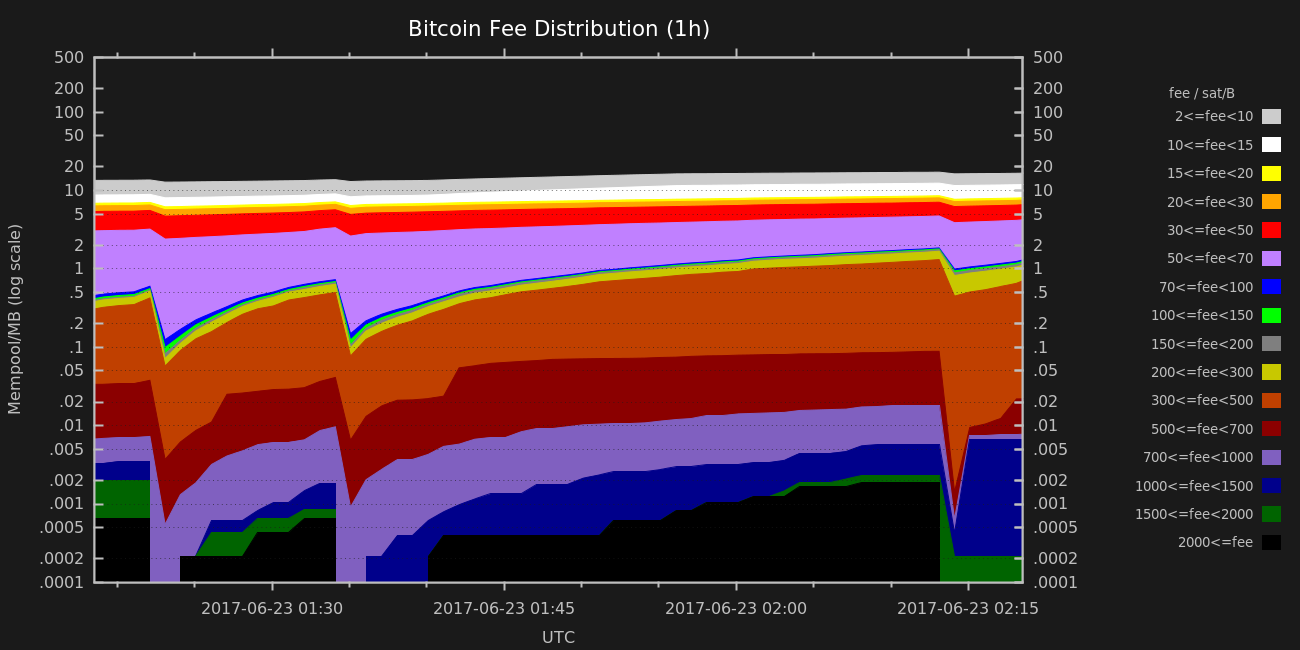 Bitcoin Fee Distribution (1h)
500 500
200 200
100 100
50 50
20 20
10 10
5 5
2 2
1 1
.5 .5
.2 .2
.1 .1
.05 .05
.02 .02
.01 .01
.005 .005
.002 .002
.001 .001
.0005 .0005
.0002 .0002
.0001 .0001
Mempool/MB (log scale)
2017-06-23 01:30 2017-06-23 01:45 2017-06-23 02:00 2017-06-23 02:15
UTC
fee / sat/B
2<=fee<10
10<=fee<15
15<=fee<20
20<=fee<30
30<=fee<50
50<=fee<70
70<=fee<100
100<=fee<150
150<=fee<200
200<=fee<300
300<=fee<500
500<=fee<700
700<=fee<1000
1000<=fee<1500
1500<=fee<2000
2000<=fee